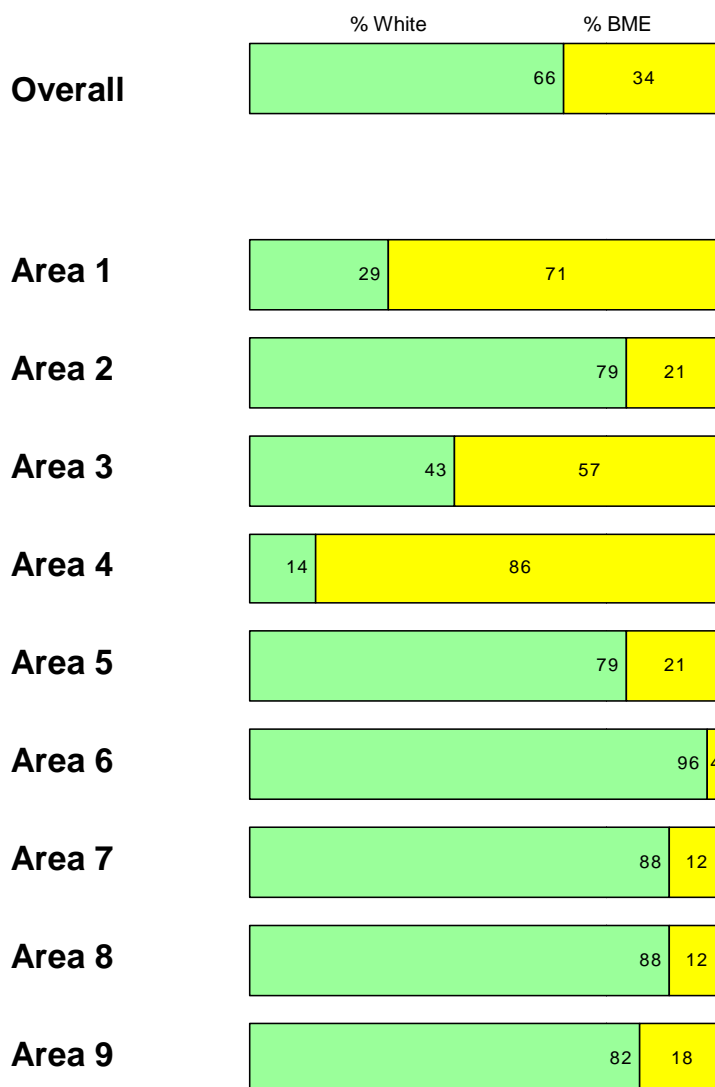 % White % BME
Overall 66 34
Area 1 29 71
Area 2 79 21
Area 3 43 57
Area 4 14 86
Area 5 79 21
Area 6 96 4
Area 7 88 12
Area 8 88 12
Area 9 82 18